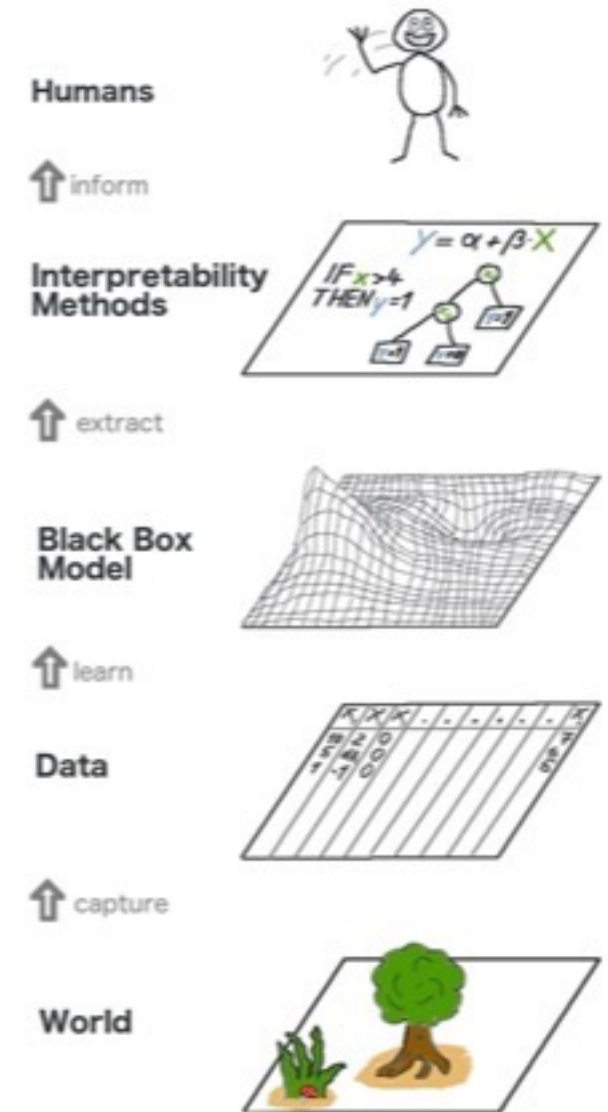 Humans
inform
Interpretability
Methods
y = α + β·X
IF x>4
THEN y=1
extract
Black Box
Model
learn
Data
capture
World